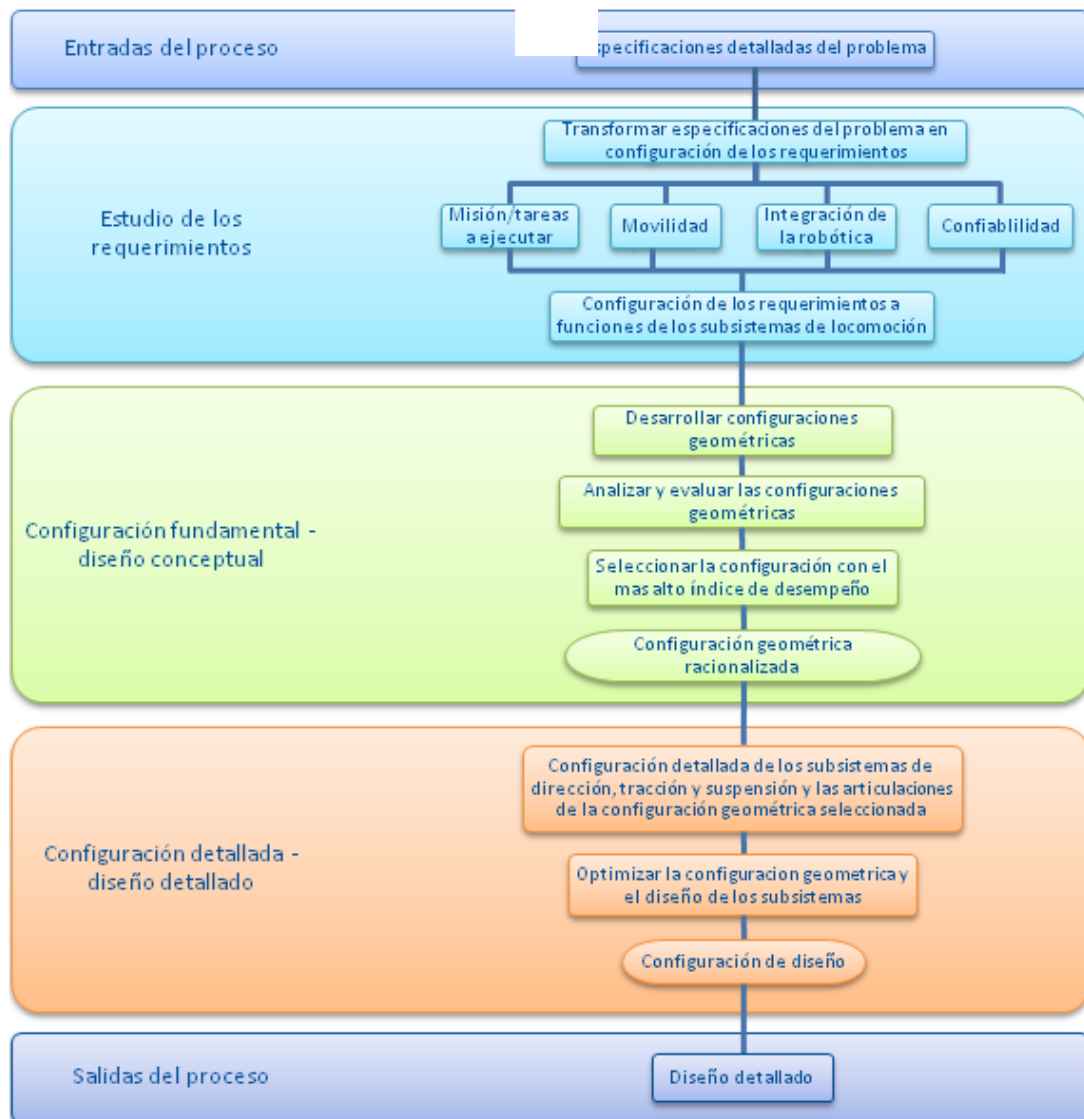 Entradas del proceso
specificaciones detalladas del problema
Transformar especificaciones del problema en
configuración de los requerimientos
Estudio de los
requerimientos
Misión/tareas
a ejecutar
Movilidad
Integración de
la robótica
Confiablilidad
Configuración de los requerimientos a
funciones de los subsistemas de locomoción
Configuración fundamental -
diseño conceptual
Desarrollar configuraciones
geométricas
Analizar y evaluar las configuraciones
geométricas
Seleccionar la configuración con el
mas alto índice de desempeño
Configuración geométrica
racionalizada
Configuración detallada -
diseño detallado
Configuración detallada de los subsistemas de
dirección, tracción y suspensión y las articulaciones
de la configuración geométrica seleccionada
Optimizar la configuracion geometrica y
el diseño de los subsistemas
Configuración de diseño
Salidas del proceso
Diseño detallado